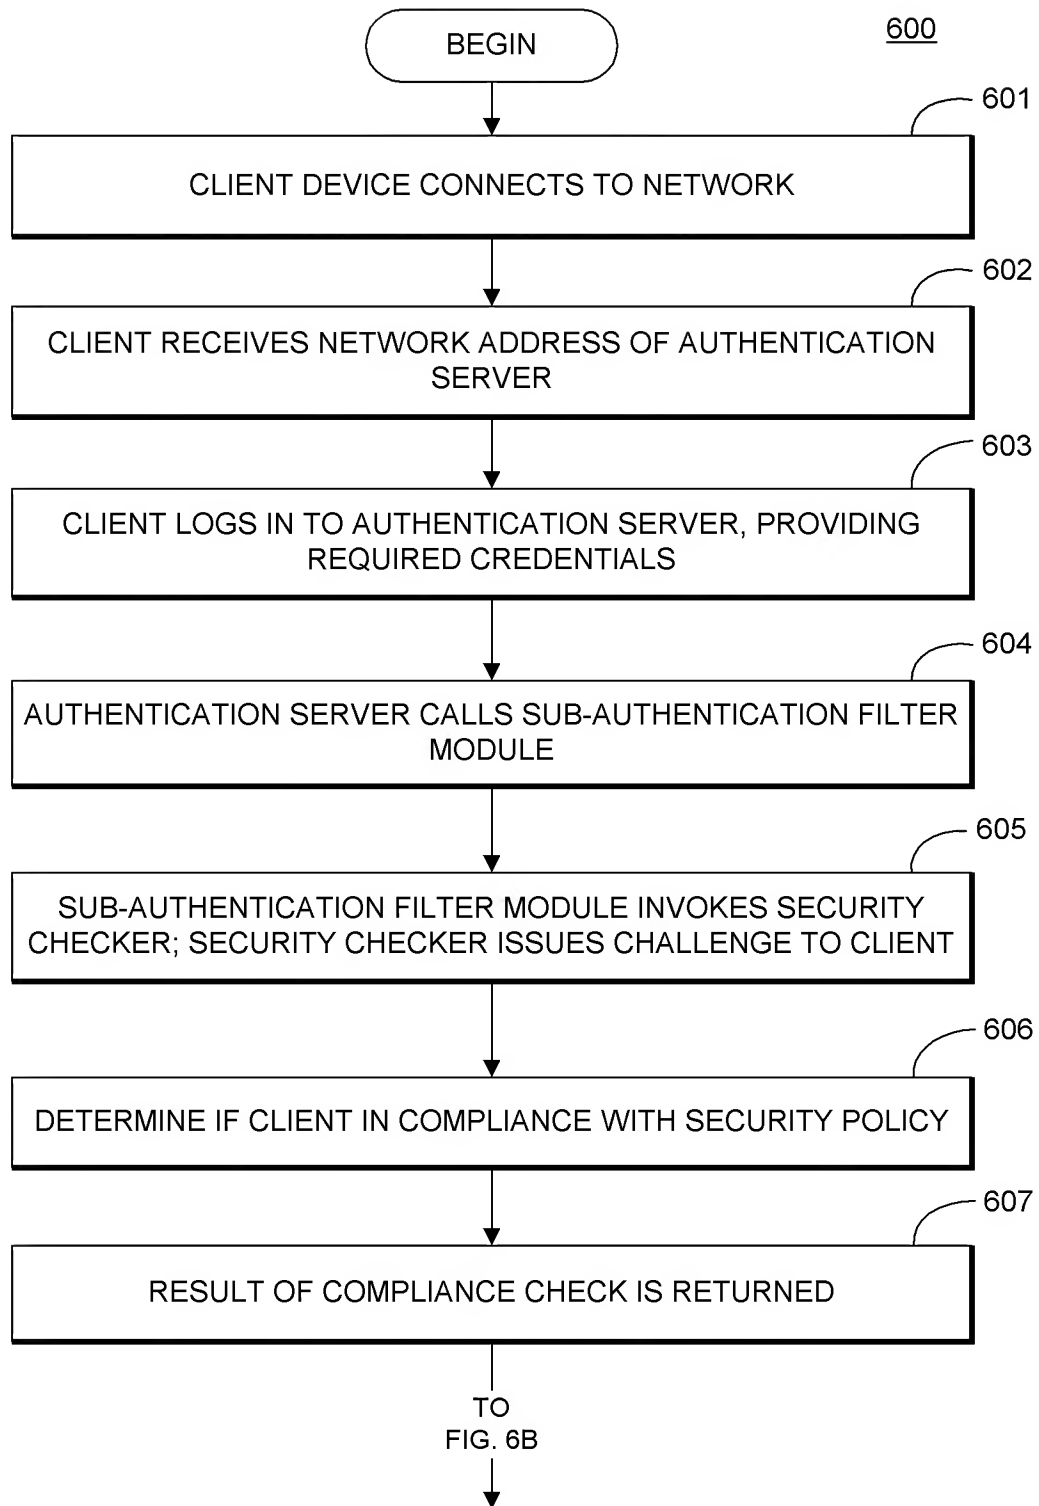 BEGIN
600
601
CLIENT DEVICE CONNECTS TO NETWORK
602
CLIENT RECEIVES NETWORK ADDRESS OF AUTHENTICATION
SERVER
603
CLIENT LOGS IN TO AUTHENTICATION SERVER, PROVIDING
REQUIRED CREDENTIALS
604
AUTHENTICATION SERVER CALLS SUB-AUTHENTICATION FILTER
MODULE
605
SUB-AUTHENTICATION FILTER MODULE INVOKES SECURITY
CHECKER; SECURITY CHECKER ISSUES CHALLENGE TO CLIENT
606
DETERMINE IF CLIENT IN COMPLIANCE WITH SECURITY POLICY
607
RESULT OF COMPLIANCE CHECK IS RETURNED
TO
FIG. 6B